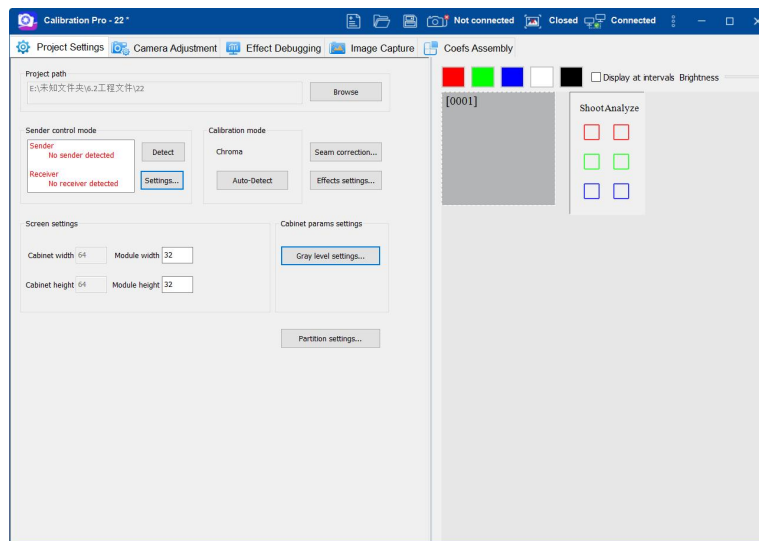 Calibration Pro - 22 *
Not connected
Closed
Connected
Project Settings
Camera Adjustment
Effect Debugging
Image Capture
Coefs Assembly
Project path
E:\未知文件夹\6.2工程文件\22
Browse
Display at intervals
Brightness
[0001]
ShootAnalyze
Sender control mode
Sender
No sender detected
Receiver
No receiver detected
Detect
Settings...
Calibration mode
Chroma
Auto-Detect
Seam correction...
Effects settings...
Screen settings
Cabinet width 64
Module width 32
Cabinet height 64
Module height 32
Cabinet params settings
Gray level settings...
Partition settings...